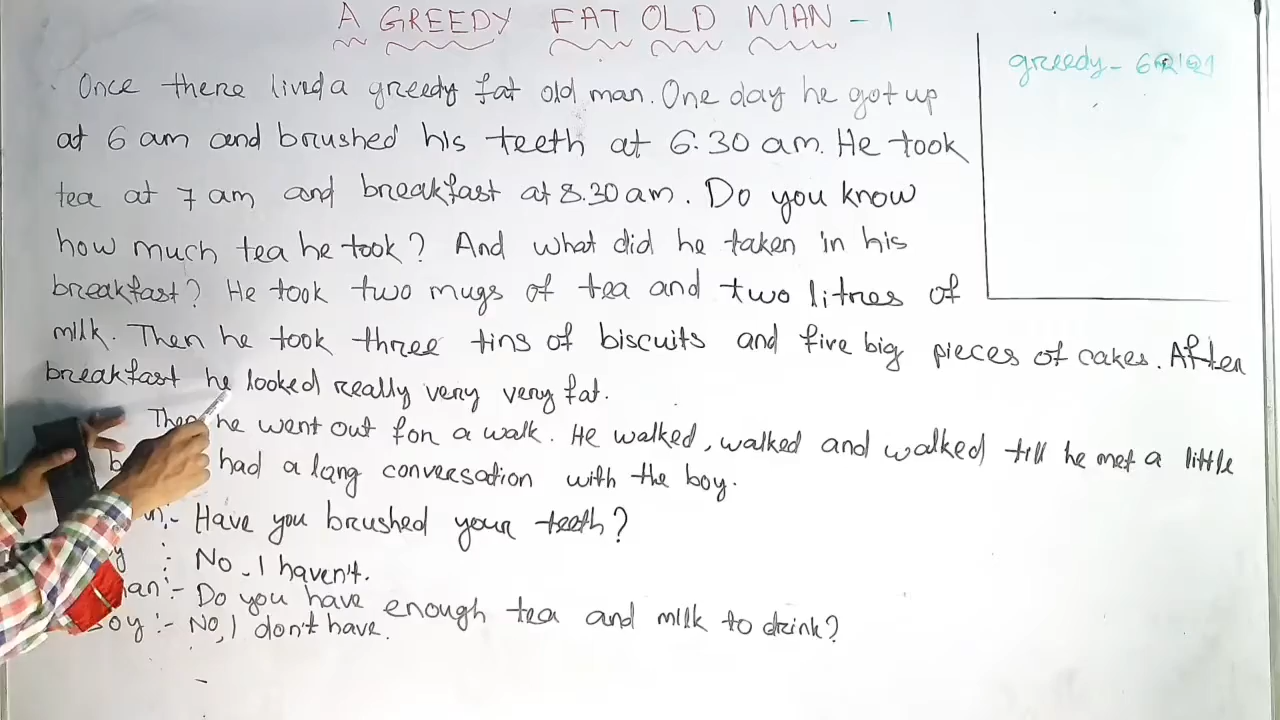 A GREEDY FAT OLD MAN - 1
greedy -
Once there lived a greedy fat old man. One day he got up
at 6 am and brushed his teeth at 6.30 am. He took
tea at 7 am and breakfast at 8.30 am. Do you know
how much tea he took? And what did he taken in his
breakfast? He took two mugs of tea and two litres of
milk. Then he took three tins of biscuits and five big pieces of cakes. After
breakfast he looked really very very fat.
he went out for a walk. He walked, walked and walked till he met a little
had a long conversation with the boy.
:- Have you brushed your teeth?
:- No, I haven't.
:- Do you have enough tea and milk to drink?
Boy :- No, I don't have.